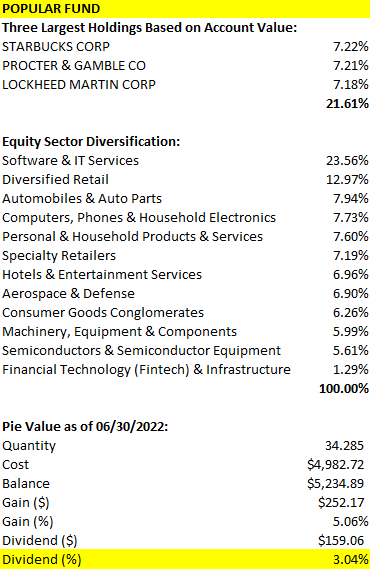 POPULAR FUND
Three Largest Holdings Based on Account Value:
STARBUCKS CORP 7.22%
PROCTER & GAMBLE CO 7.21%
LOCKHEED MARTIN CORP 7.18%
21.61%
Equity Sector Diversification:
Software & IT Services 23.56%
Diversified Retail 12.97%
Automobiles & Auto Parts 7.94%
Computers, Phones & Household Electronics 7.73%
Personal & Household Products & Services 7.60%
Specialty Retailers 7.19%
Hotels & Entertainment Services 6.96%
Aerospace & Defense 6.90%
Consumer Goods Conglomerates 6.26%
Machinery, Equipment & Components 5.99%
Semiconductors & Semiconductor Equipment 5.61%
Financial Technology (Fintech) & Infrastructure 1.29%
100.00%
Pie Value as of 06/30/2022:
Quantity 34.285
Cost $4,982.72
Balance $5,234.89
Gain ($) $252.17
Gain (%) 5.06%
Dividend ($) $159.06
Dividend (%) 3.04%